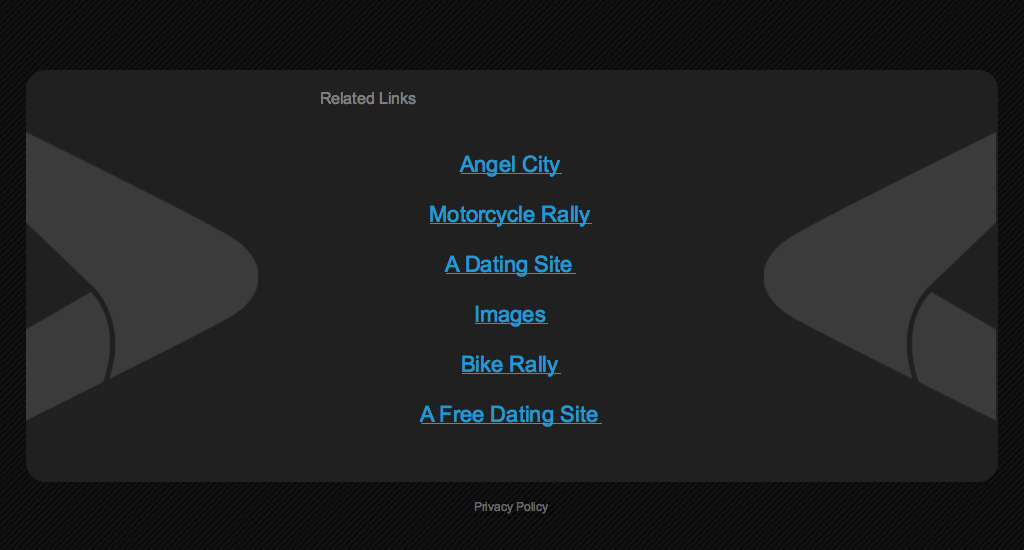 Related Links
Angel City
Motorcycle Rally
A Dating Site
Images
Bike Rally
A Free Dating Site
Privacy Policy